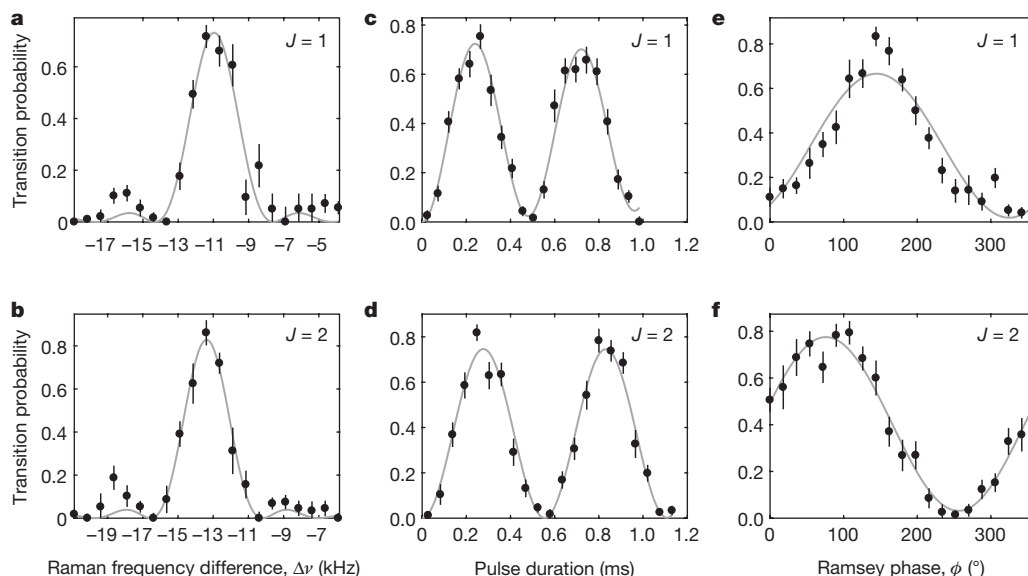 a
J = 1
Transition probability
0.6
0.4
0.2
0
−17 −15 −13 −11 −9 −7 −5
c
J = 1
0.8
0.6
0.4
0.2
0.0
0.0 0.2 0.4 0.6 0.8 1.0 1.2
e
J = 1
0.8
0.6
0.4
0.2
0
0 100 200 300
b
J = 2
Transition probability
0.8
0.6
0.4
0.2
0
−19 −17 −15 −13 −11 −9 −7
Raman frequency difference, Δν (kHz)
d
J = 2
0.8
0.6
0.4
0.2
0.0
0.0 0.2 0.4 0.6 0.8 1.0 1.2
Pulse duration (ms)
f
J = 2
0.8
0.6
0.4
0.2
0.0
0 100 200 300
Ramsey phase, ϕ (°)